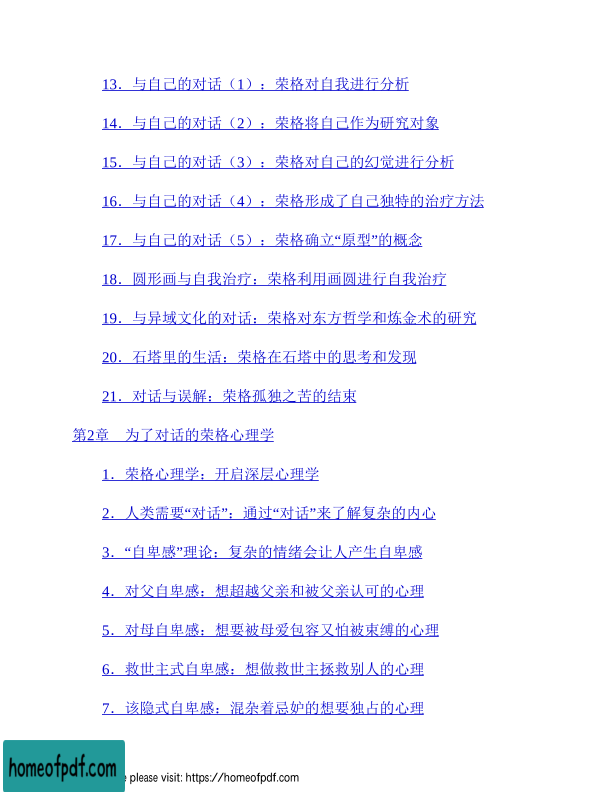 13．与自己的对话（1）：荣格对自我进行分析
14．与自己的对话（2）：荣格将自己作为研究对象
15．与自己的对话（3）：荣格对自己的幻觉进行分析
16．与自己的对话（4）：荣格形成了自己独特的治疗方法
17．与自己的对话（5）：荣格确立“原型”的概念
18．圆形画与自我治疗：荣格利用画圆进行自我治疗
19．与异域文化的对话：荣格对东方哲学和炼金术的研究
20．石塔里的生活：荣格在石塔中的思考和发现
21．对话与误解：荣格孤独之苦的结束
第2章　为了对话的荣格心理学
1．荣格心理学：开启深层心理学
2．人类需要“对话”：通过“对话”来了解复杂的内心
3．“自卑感”理论：复杂的情绪会让人产生自卑感
4．对父自卑感：想超越父亲和被父亲认可的心理
5．对母自卑感：想要被母爱包容又怕被束缚的心理
6．救世主式自卑感：想做救世主拯救别人的心理
7．该隐式自卑感：混杂着忌妒的想要独占的心理
homeofpdf.com
please visit: https://homeofpdf.com